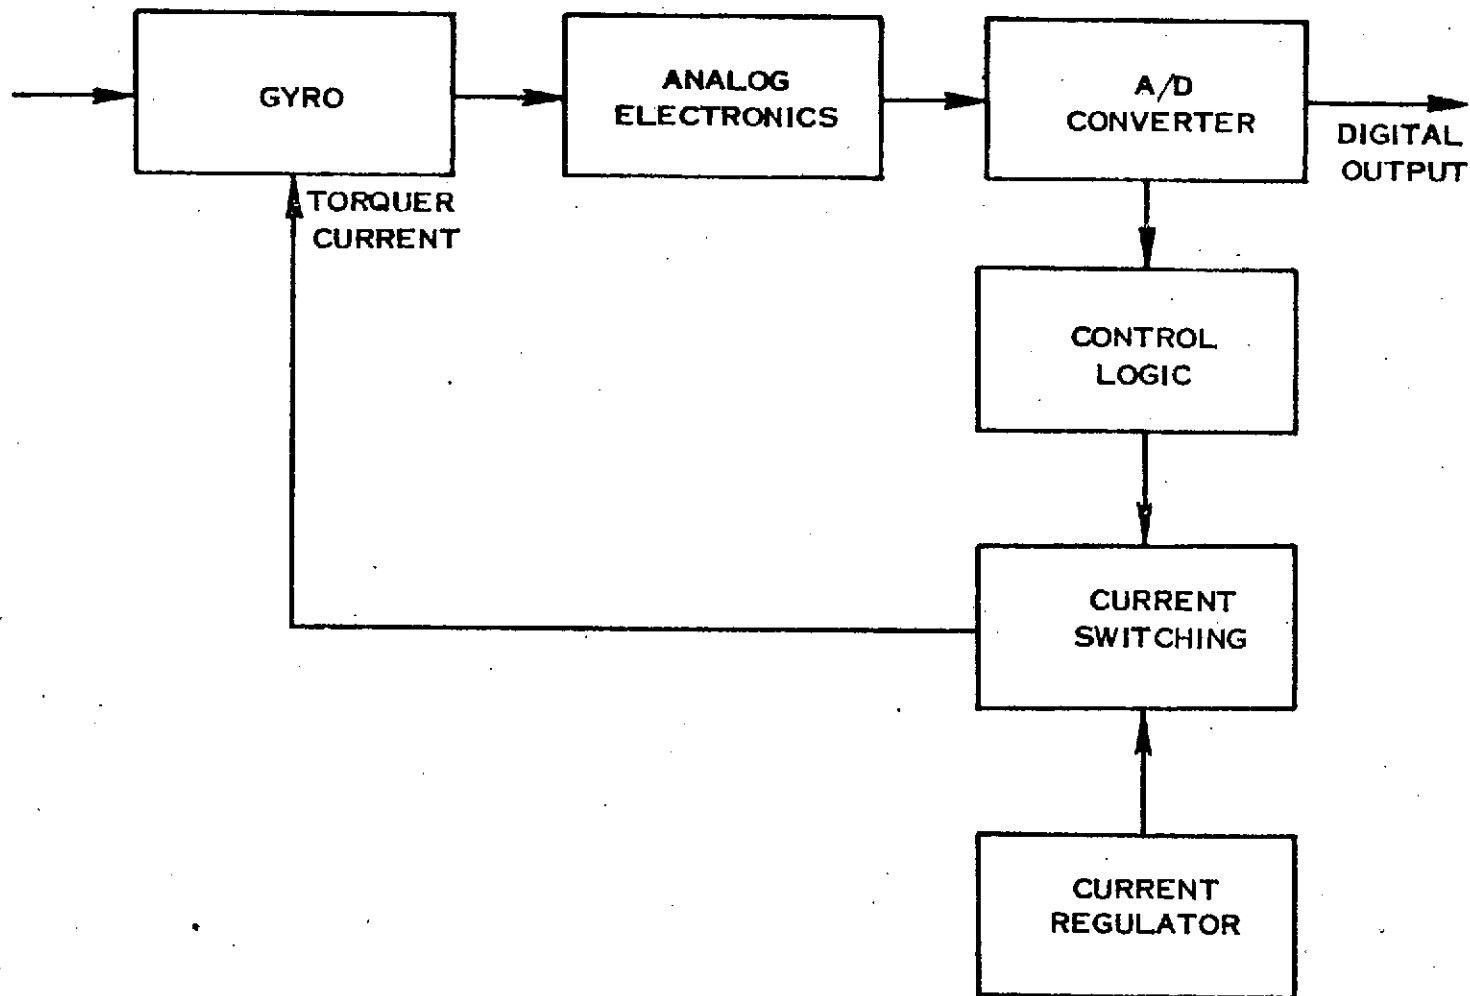 GYRO
ANALOG
ELECTRONICS
A/D
CONVERTER
DIGITAL
OUTPUT
TORQUER
CURRENT
CONTROL
LOGIC
CURRENT
SWITCHING
CURRENT
REGULATOR